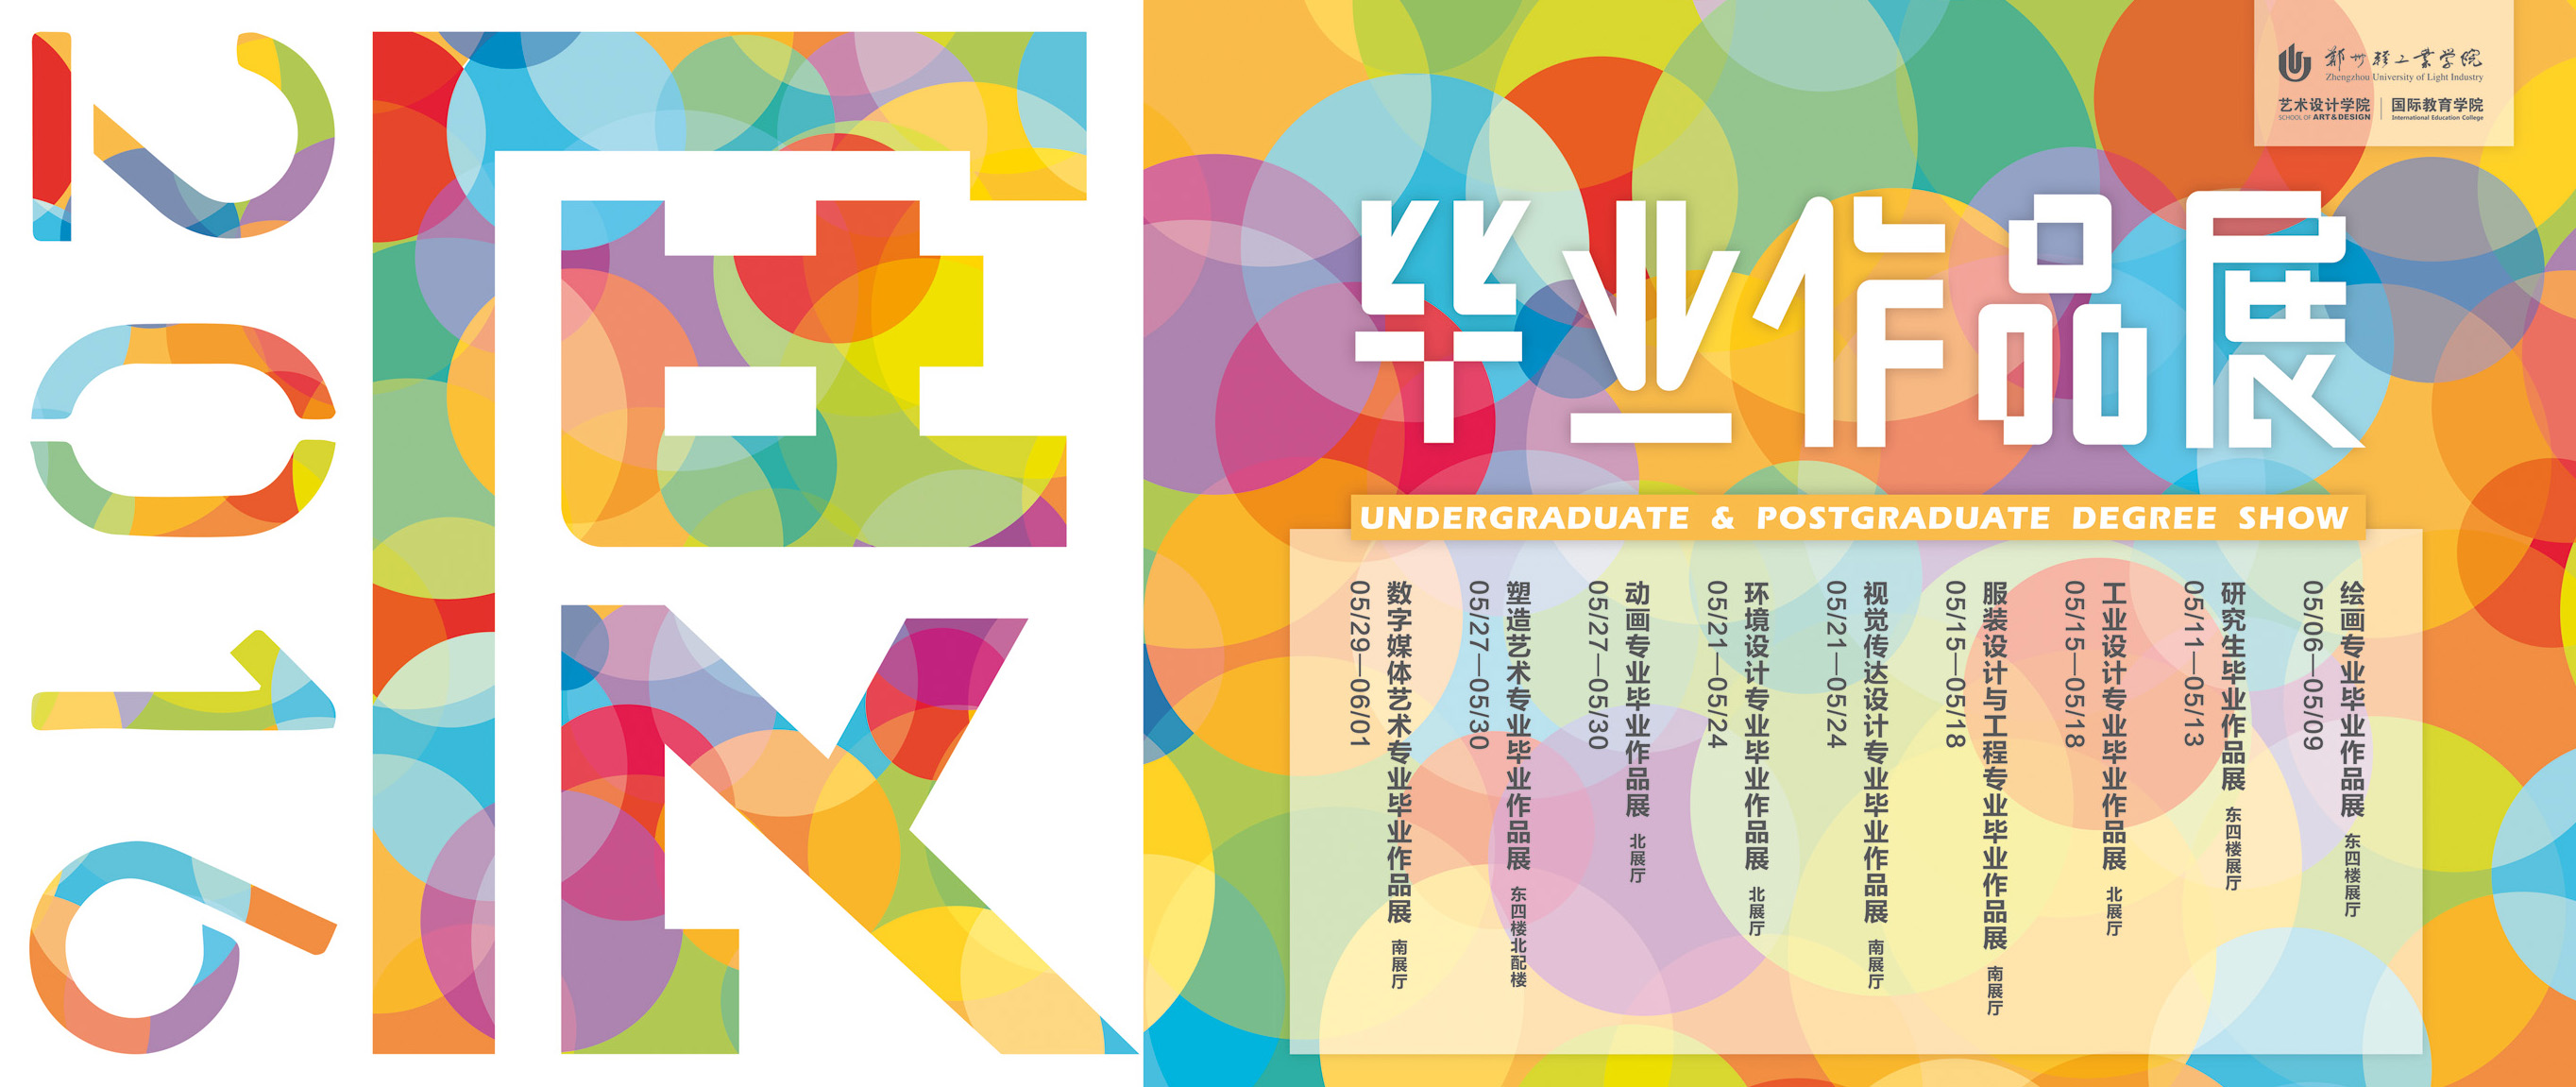 2019
展
郑州轻工业学院
Zhengzhou University of Light Industry
艺术设计学院 | 国际教育学院
SCHOOL OF ART&DESIGN | International Education College
毕业作品展
UNDERGRADUATE & POSTGRADUATE DEGREE SHOW
绘画专业毕业作品展 东四楼展厅
05/06—05/09
研究生毕业作品展 东四楼展厅
05/11—05/13
工业设计专业毕业作品展 北展厅
05/15—05/18
服装设计与工程专业毕业作品展 南展厅
05/15—05/18
视觉传达设计专业毕业作品展 南展厅
05/21—05/24
环境设计专业毕业作品展 北展厅
05/21—05/24
动画专业毕业作品展 北展厅
05/27—05/30
塑造艺术专业毕业作品展 东四楼北配楼
05/27—05/30
数字媒体艺术专业毕业作品展 南展厅
05/29—06/01